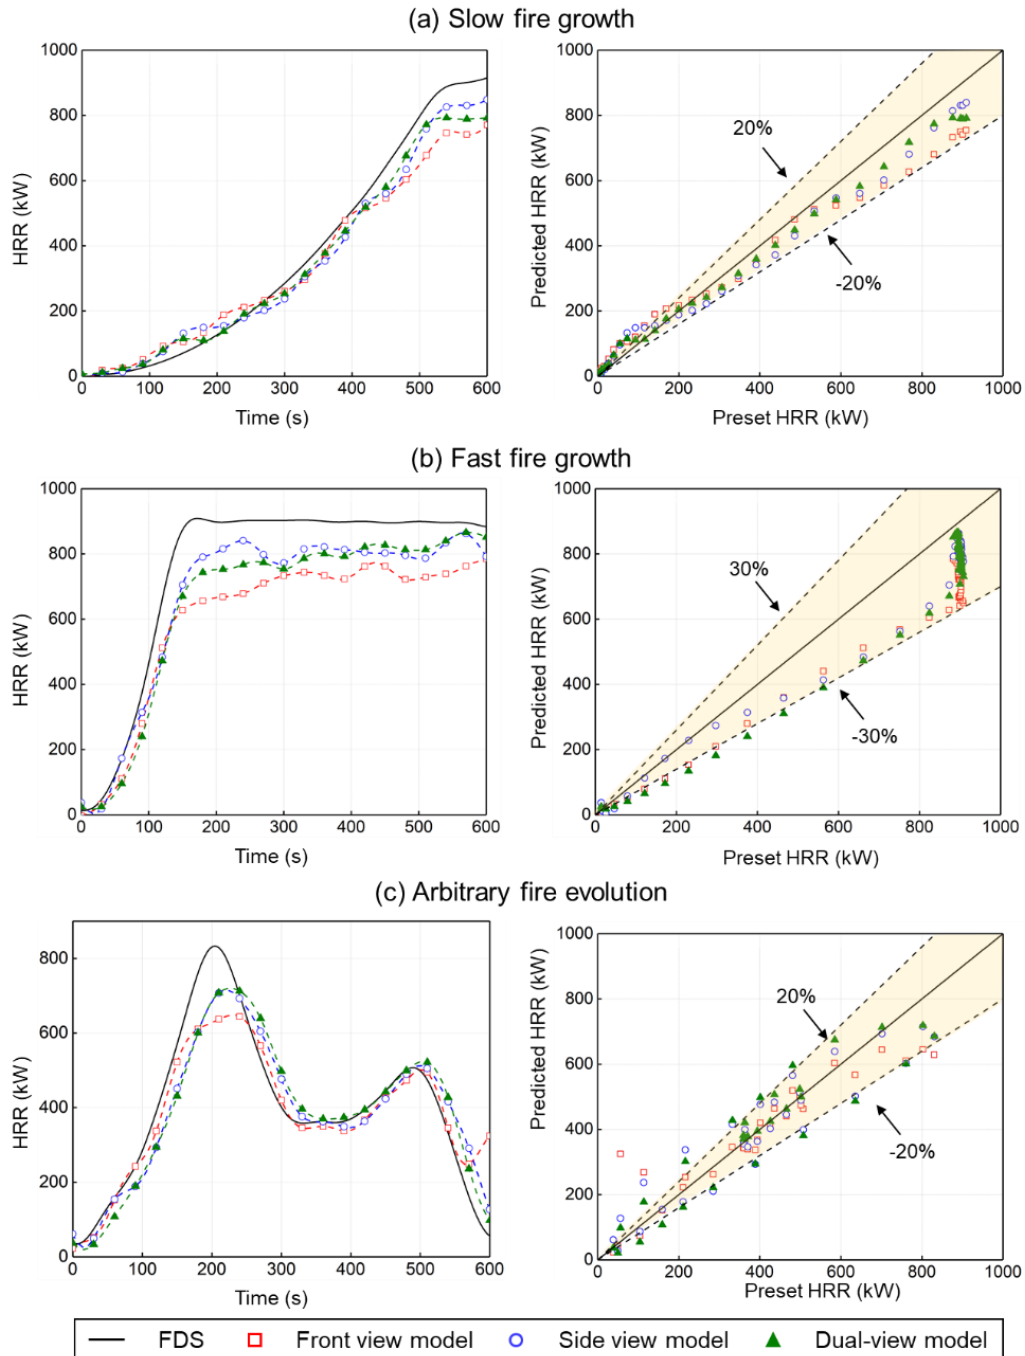 (a) Slow fire growth
1000
800
600
400
200
0
0 100 200 300 400 500 600
HRR (kW)
Time (s)
1000
800
600
400
200
0
0 200 400 600 800 1000
Predicted HRR (kW)
Preset HRR (kW)
20%
-20%
(b) Fast fire growth
1000
800
600
400
200
0
0 100 200 300 400 500 600
HRR (kW)
Time (s)
1000
800
600
400
200
0
0 200 400 600 800 1000
Predicted HRR (kW)
Preset HRR (kW)
30%
-30%
(c) Arbitrary fire evolution
800
600
400
200
0
0 100 200 300 400 500 600
HRR (kW)
Time (s)
1000
800
600
400
200
0
0 200 400 600 800 1000
Predicted HRR (kW)
Preset HRR (kW)
20%
-20%
FDS Front view model Side view model Dual-view model